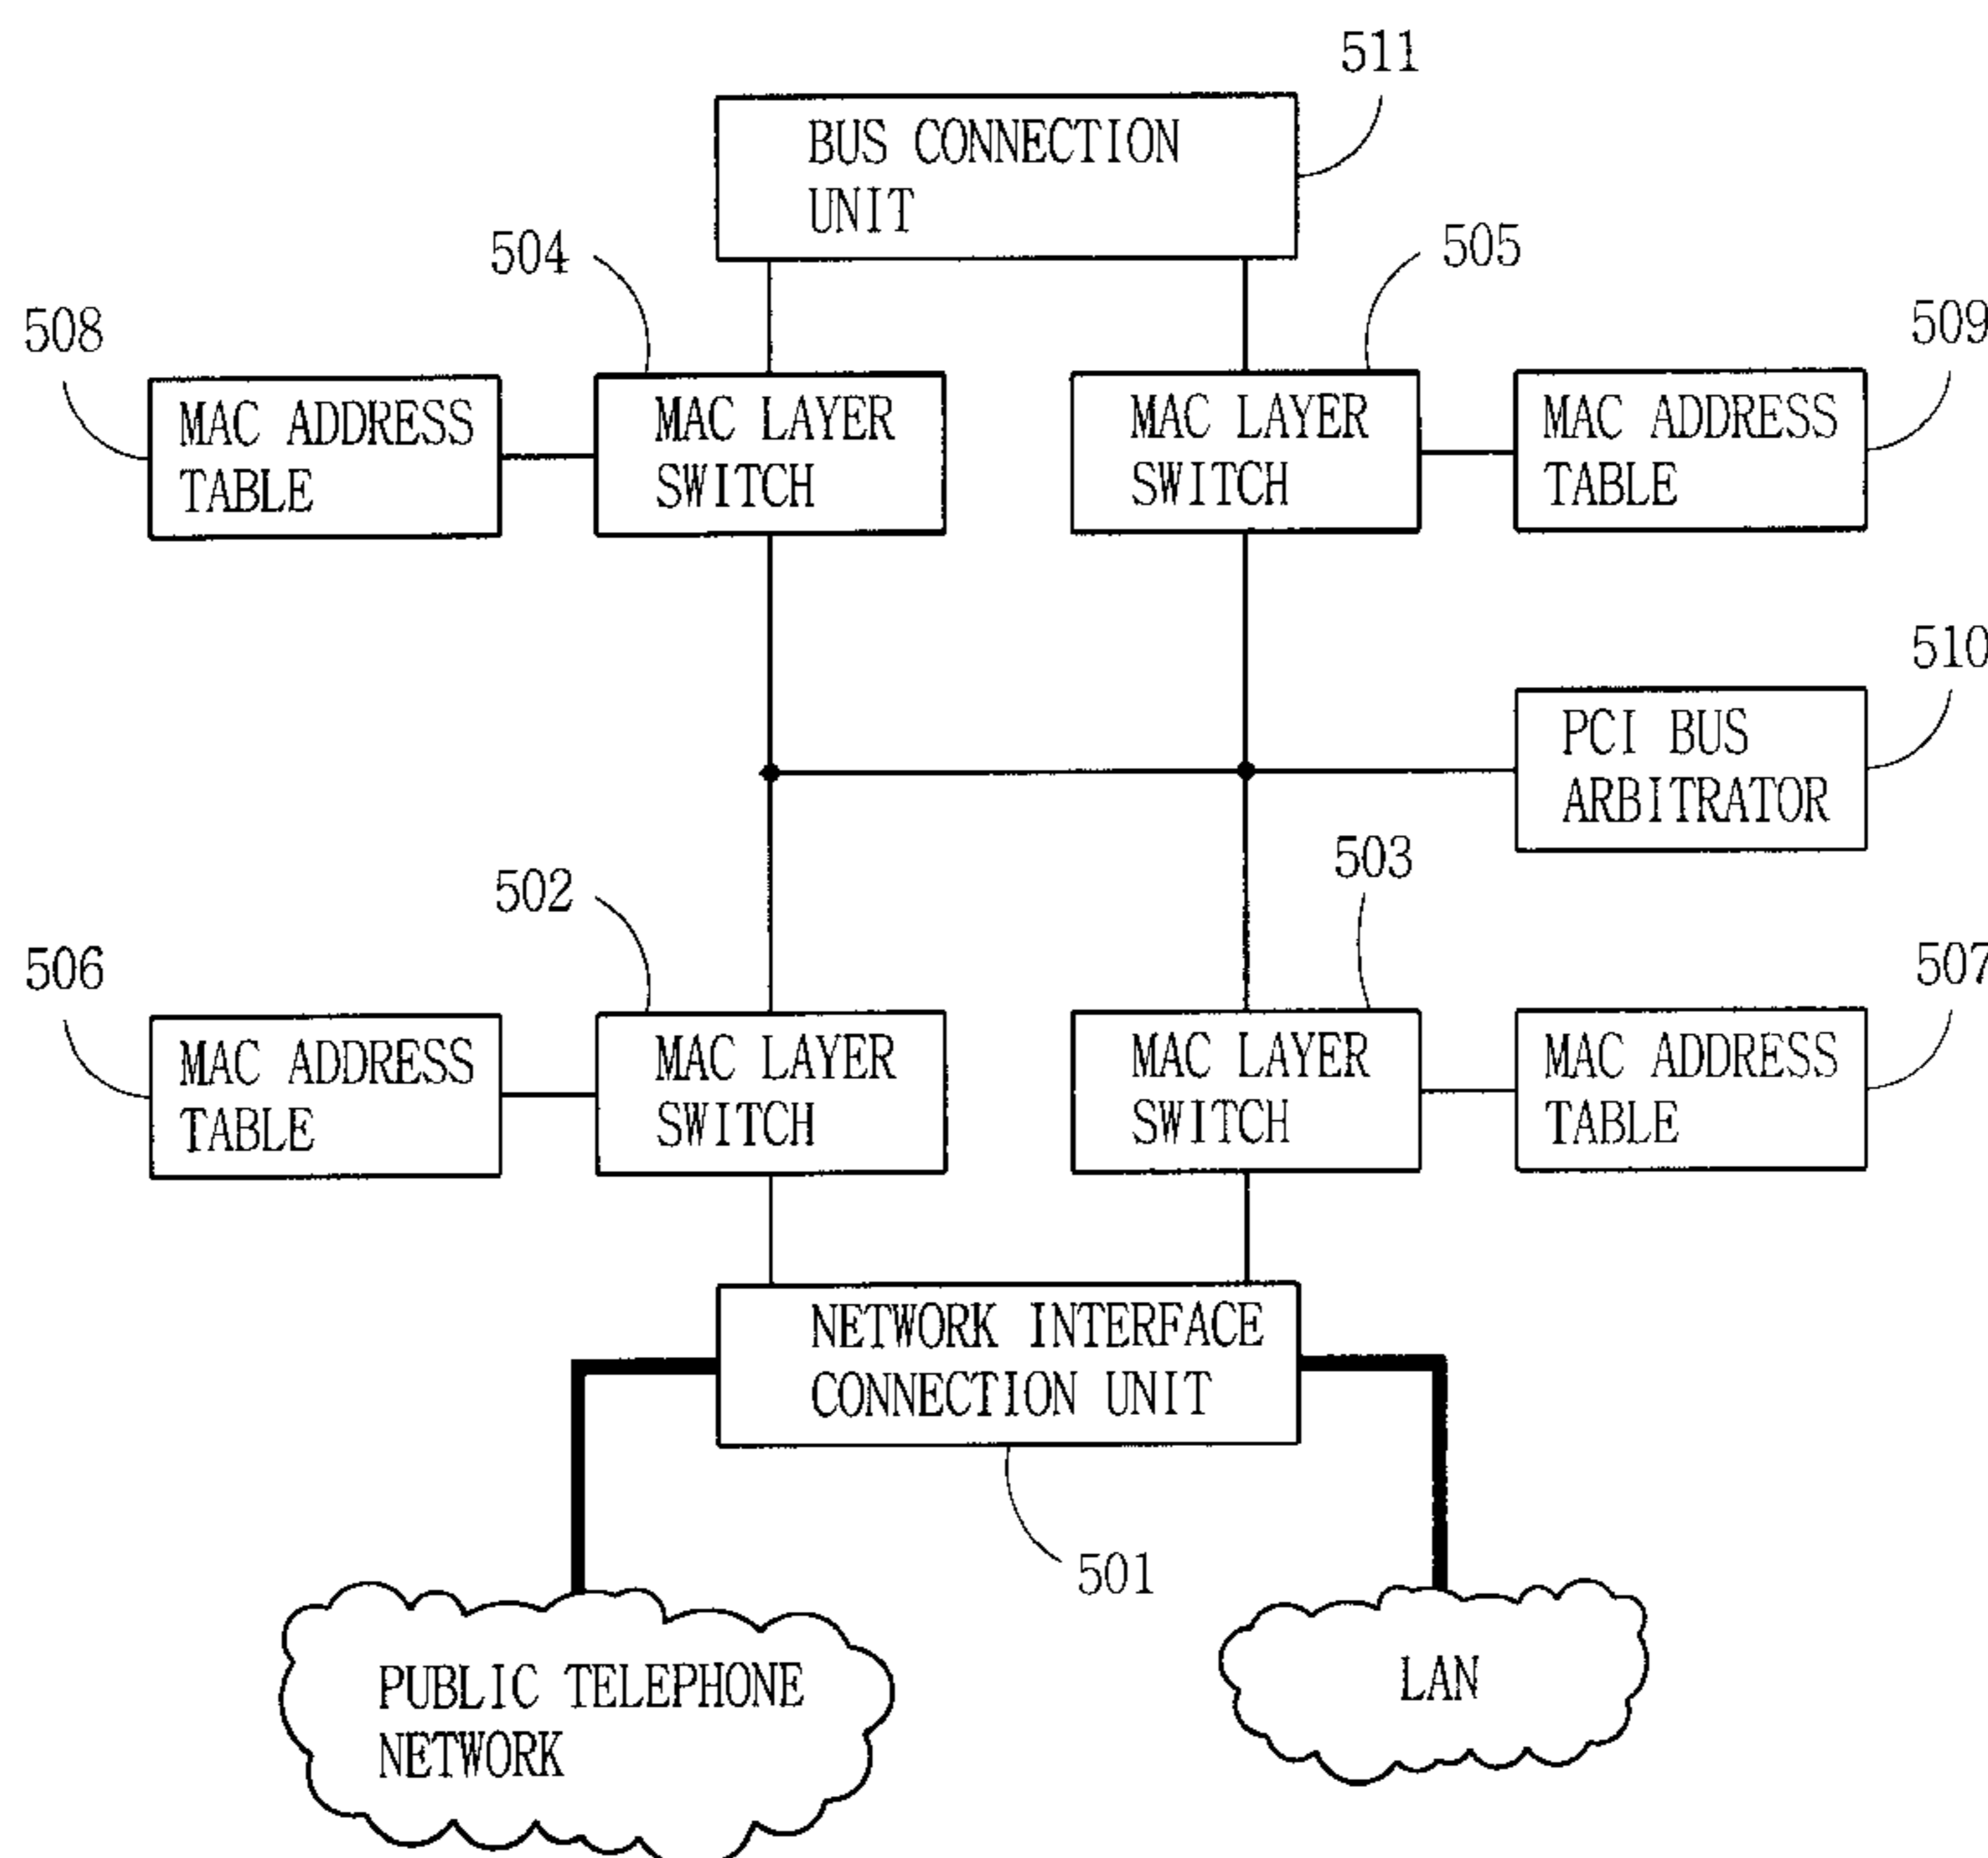 511
BUS CONNECTION
UNIT
504
505
508
509
MAC ADDRESS
TABLE
MAC LAYER
SWITCH
MAC LAYER
SWITCH
MAC ADDRESS
TABLE
510
PCI BUS
ARBITRATOR
502
503
506
507
MAC ADDRESS
TABLE
MAC LAYER
SWITCH
MAC LAYER
SWITCH
MAC ADDRESS
TABLE
NETWORK INTERFACE
CONNECTION UNIT
501
PUBLIC TELEPHONE
NETWORK
LAN